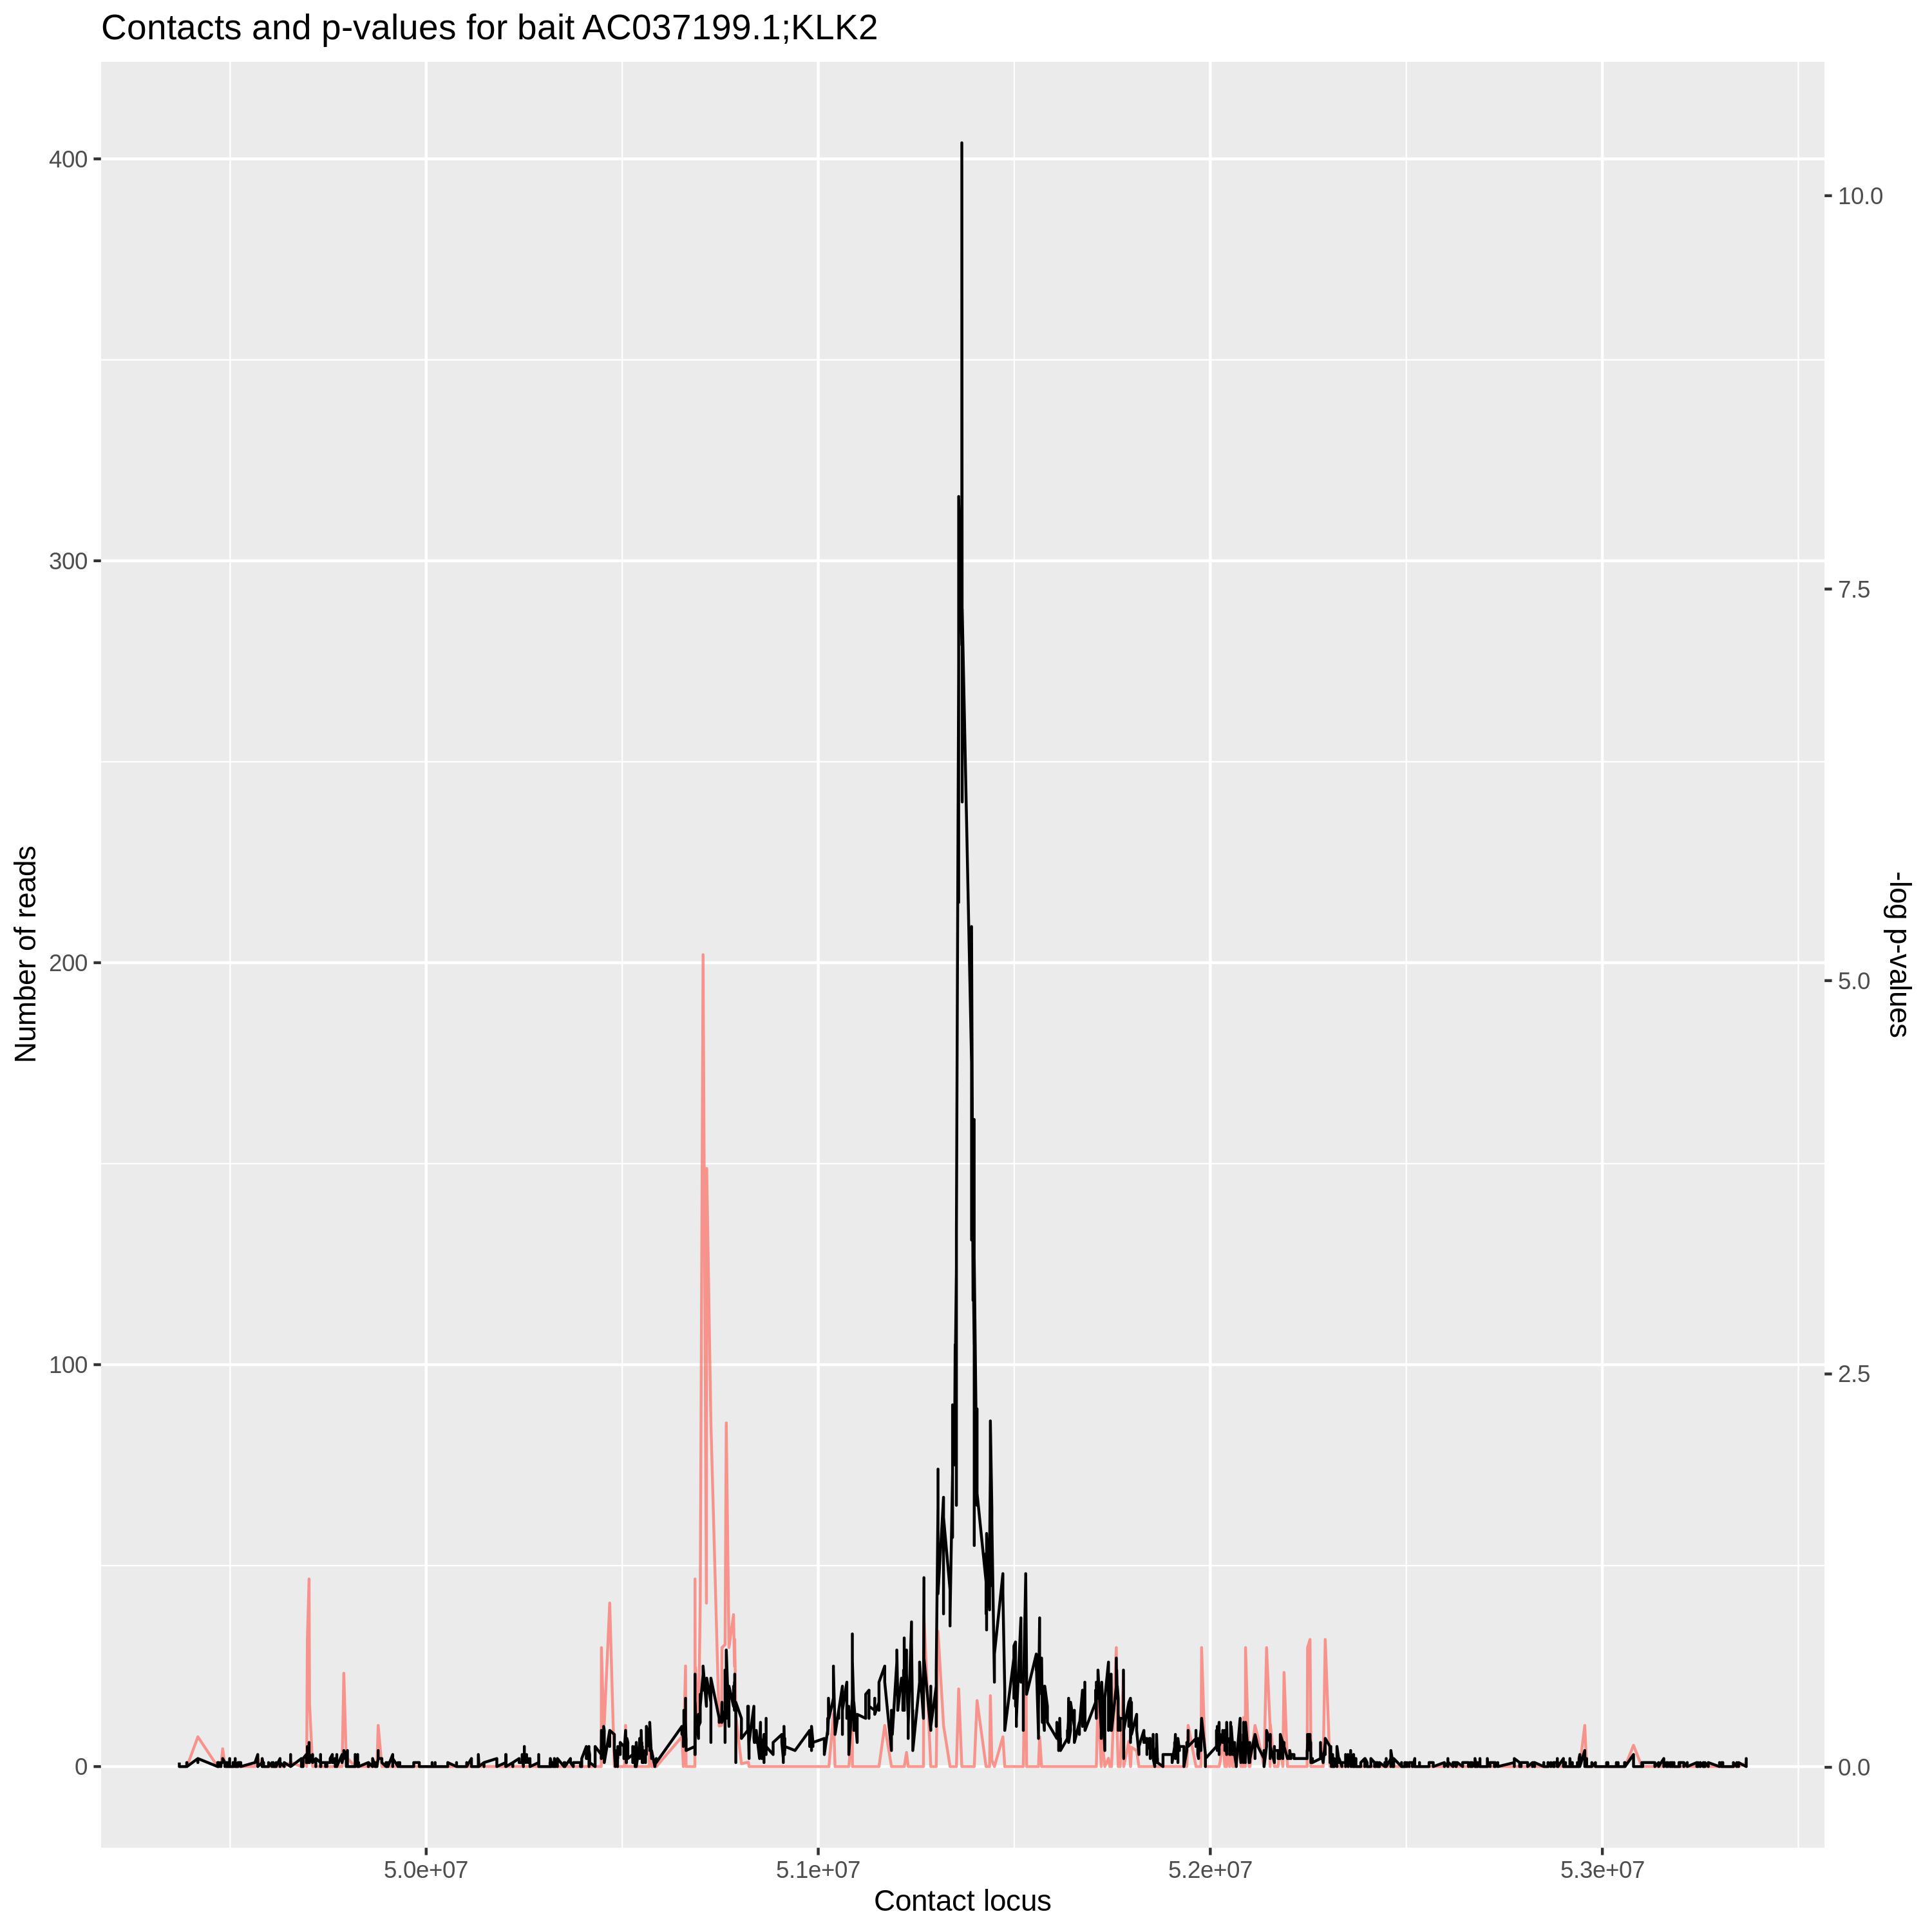 Contacts and p-values for bait AC037199.1;KLK2
400
300
200
100
0
Number of reads
10.0
7.5
5.0
2.5
0.0
-log p-values
5.0e+07 5.1e+07 5.2e+07 5.3e+07
Contact locus